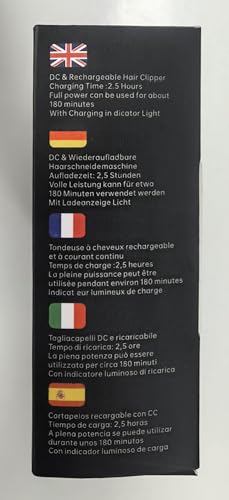 DC & Rechargeable Hair Clipper
Charging Time :2.5 Hours
Full power can be used for about
180 minutes
With Charging in dicator Light
DC & Wiederaufladbare
Haarschneidemaschine
Aufladezeit: 2,5 Stunden
Volle Leistung kann für etwa
180 Minuten verwendet werden
Mit Ladeanzeige Licht
Tondeuse à cheveux rechargeable
et à courant continu
Temps de charge :2,5 heures
La pleine puissance peut être
utilisée pendant environ 180 minutes
Indicat eur lumineux de charge
Tagliacapelli DC e ricaricabile
Tempo di ricarica: 2,5 ore
La piena potenza può essere
utilizzata per circa 180 minuti
Con indicatore luminoso di ricarica
Cortapelos recargable con CC
Tiempo de carga: 2,5 horas
A plena potencia se puede utilizar
durante unos 180 minutos
Con indicador luminoso de carga